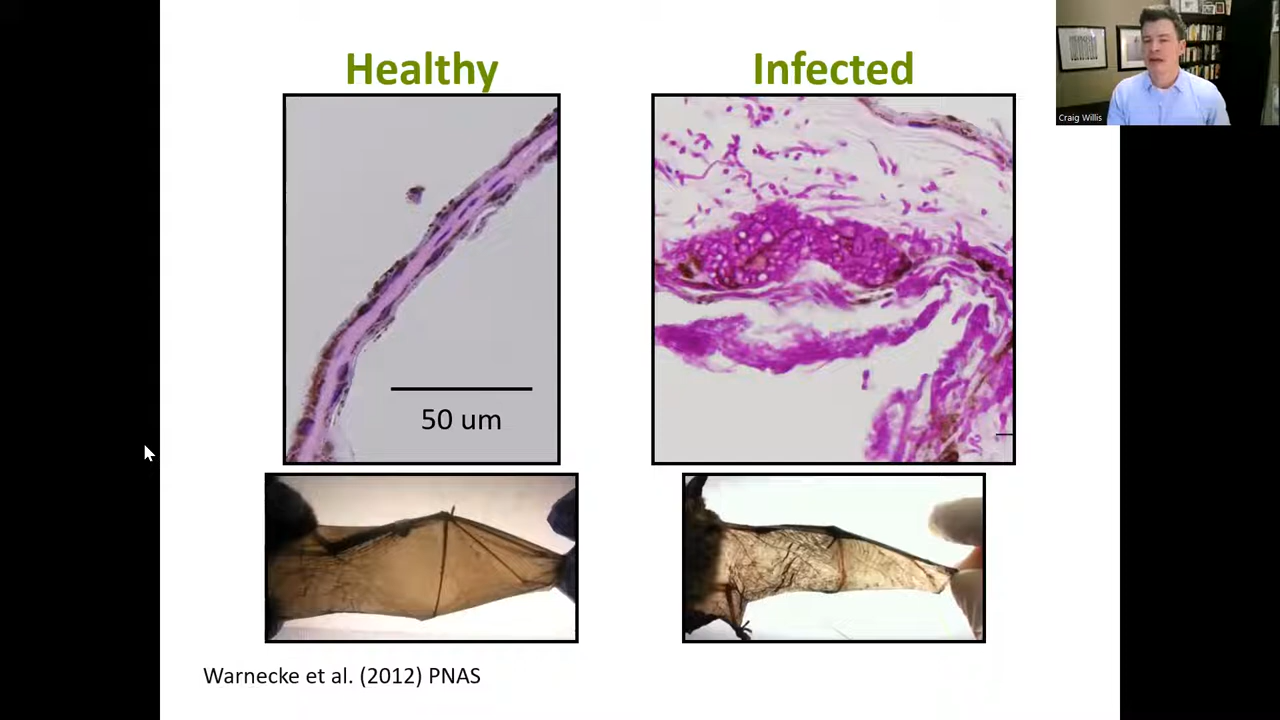 Healthy
Infected
Craig Willis
50 um
Warnecke et al. (2012) PNAS